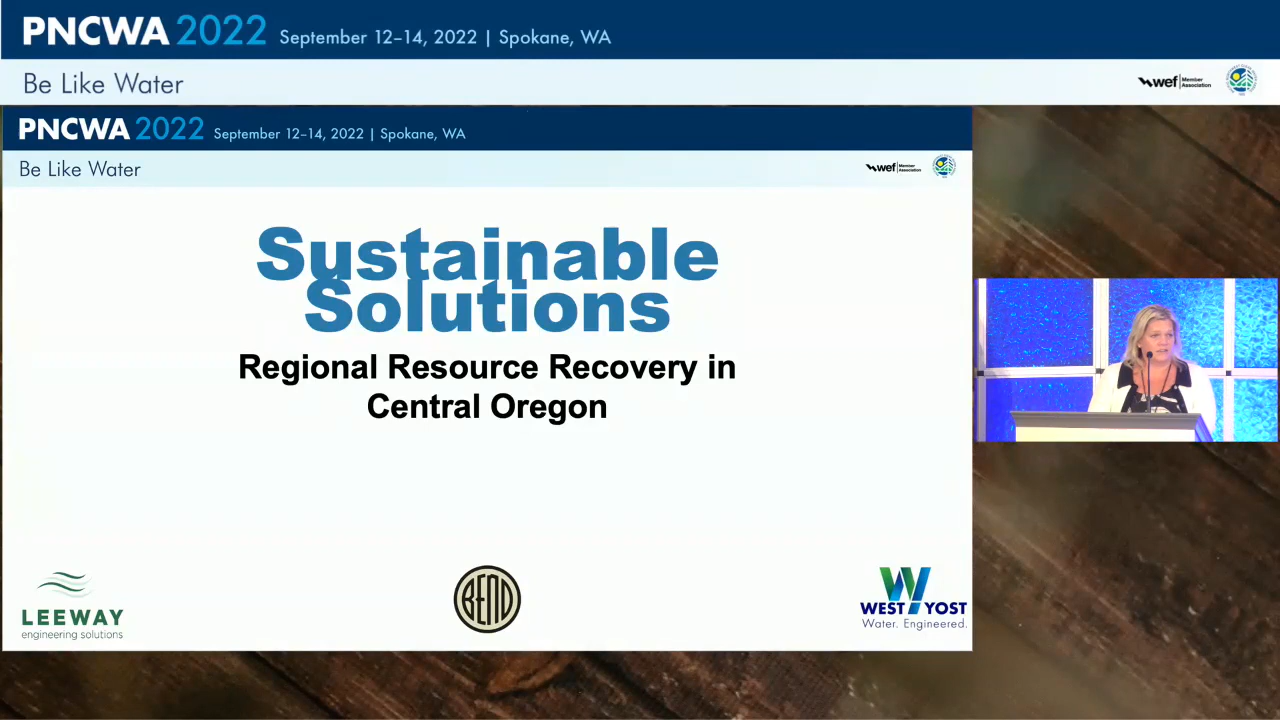 PNCWA 2022 September 12–14, 2022 | Spokane, WA
Be Like Water
wef Member Association
PNCWA 2022 September 12–14, 2022 | Spokane, WA
Be Like Water
wef Member Association
Sustainable
Solutions
Regional Resource Recovery in
Central Oregon
LEEWAY
engineering solutions
BEND
WEST YOST
Water. Engineered.